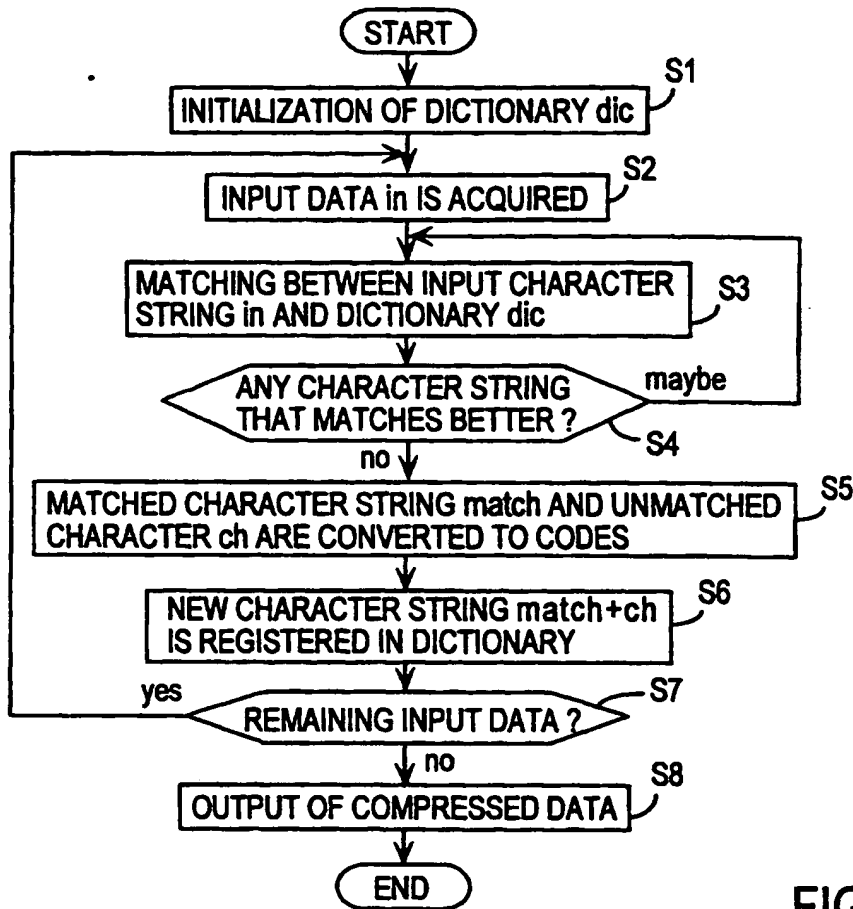 START
S1
INITIALIZATION OF DICTIONARY dic
S2
INPUT DATA in IS ACQUIRED
MATCHING BETWEEN INPUT CHARACTER
STRING in AND DICTIONARY dic
S3
ANY CHARACTER STRING
THAT MATCHES BETTER ?
maybe
S4
no
MATCHED CHARACTER STRING match AND UNMATCHED
CHARACTER ch ARE CONVERTED TO CODES
S5
NEW CHARACTER STRING match+ch
IS REGISTERED IN DICTIONARY
S6
yes
REMAINING INPUT DATA ?
S7
no
S8
OUTPUT OF COMPRESSED DATA
END
FIG